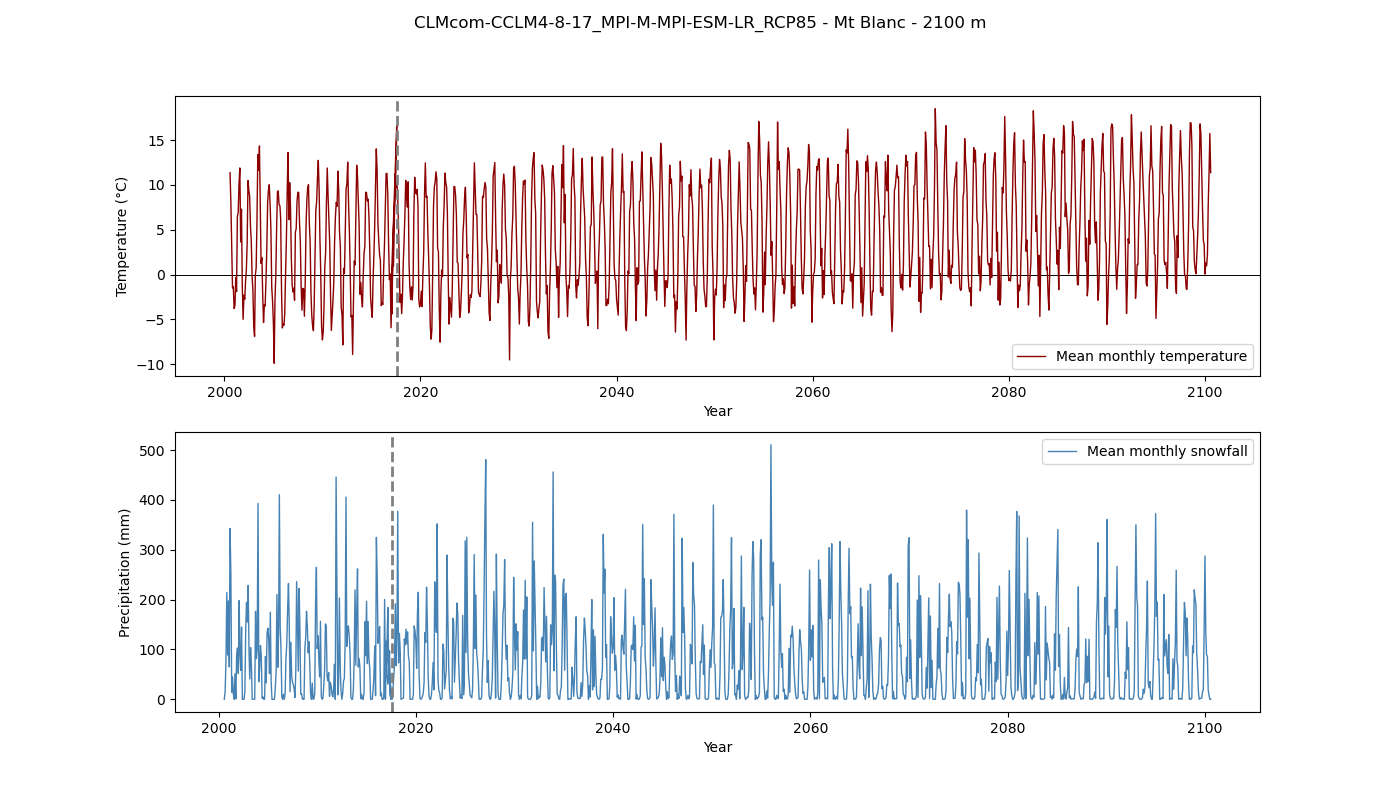 CLMcom-CCLM4-8-17_MPI-M-MPI-ESM-LR_RCP85 - Mt Blanc - 2100 m
Temperature (°C)
15
10
5
0
−5
−10
Mean monthly temperature
2000 2020 2040 2060 2080 2100
Year
Precipitation (mm)
500
400
300
200
100
0
Mean monthly snowfall
2000 2020 2040 2060 2080 2100
Year